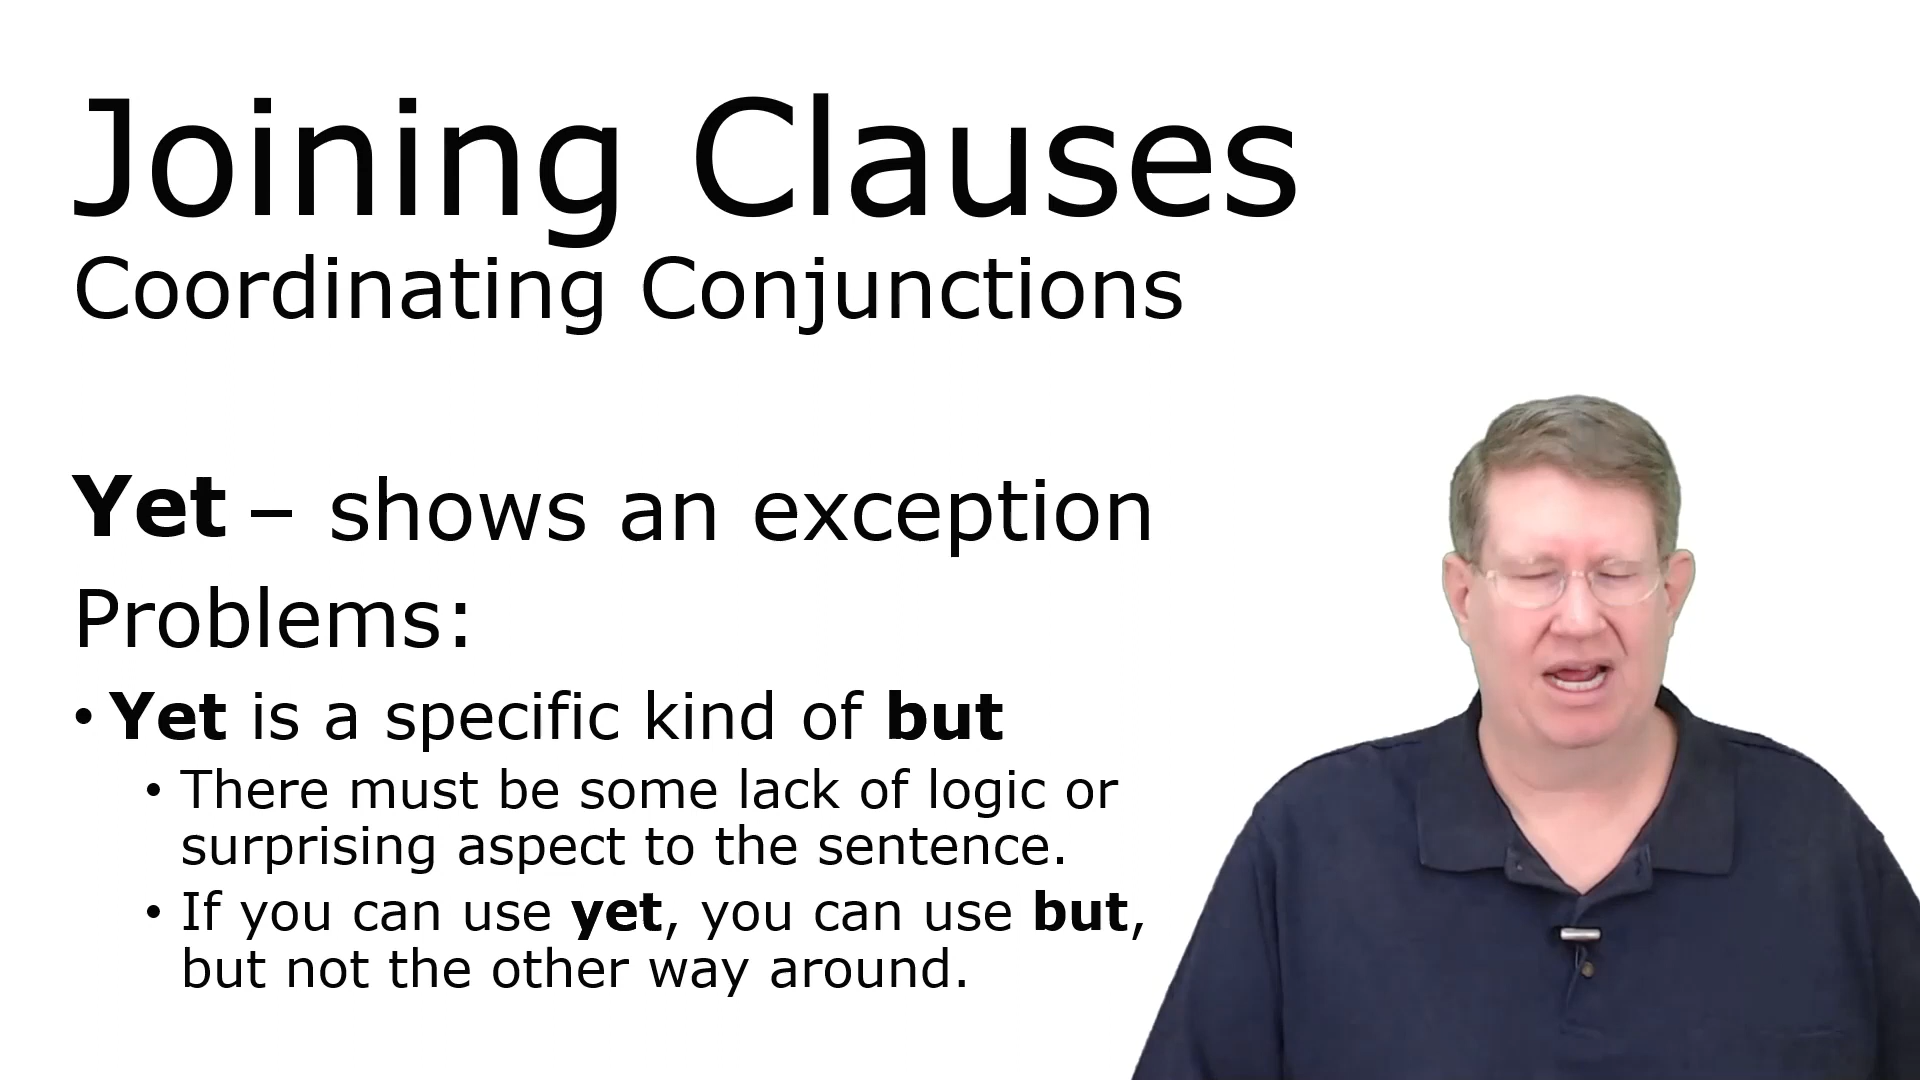 Joining Clauses
Coordinating Conjunctions
Yet – shows an exception
Problems:
• Yet is a specific kind of but
• There must be some lack of logic or
surprising aspect to the sentence.
• If you can use yet, you can use but,
but not the other way around.